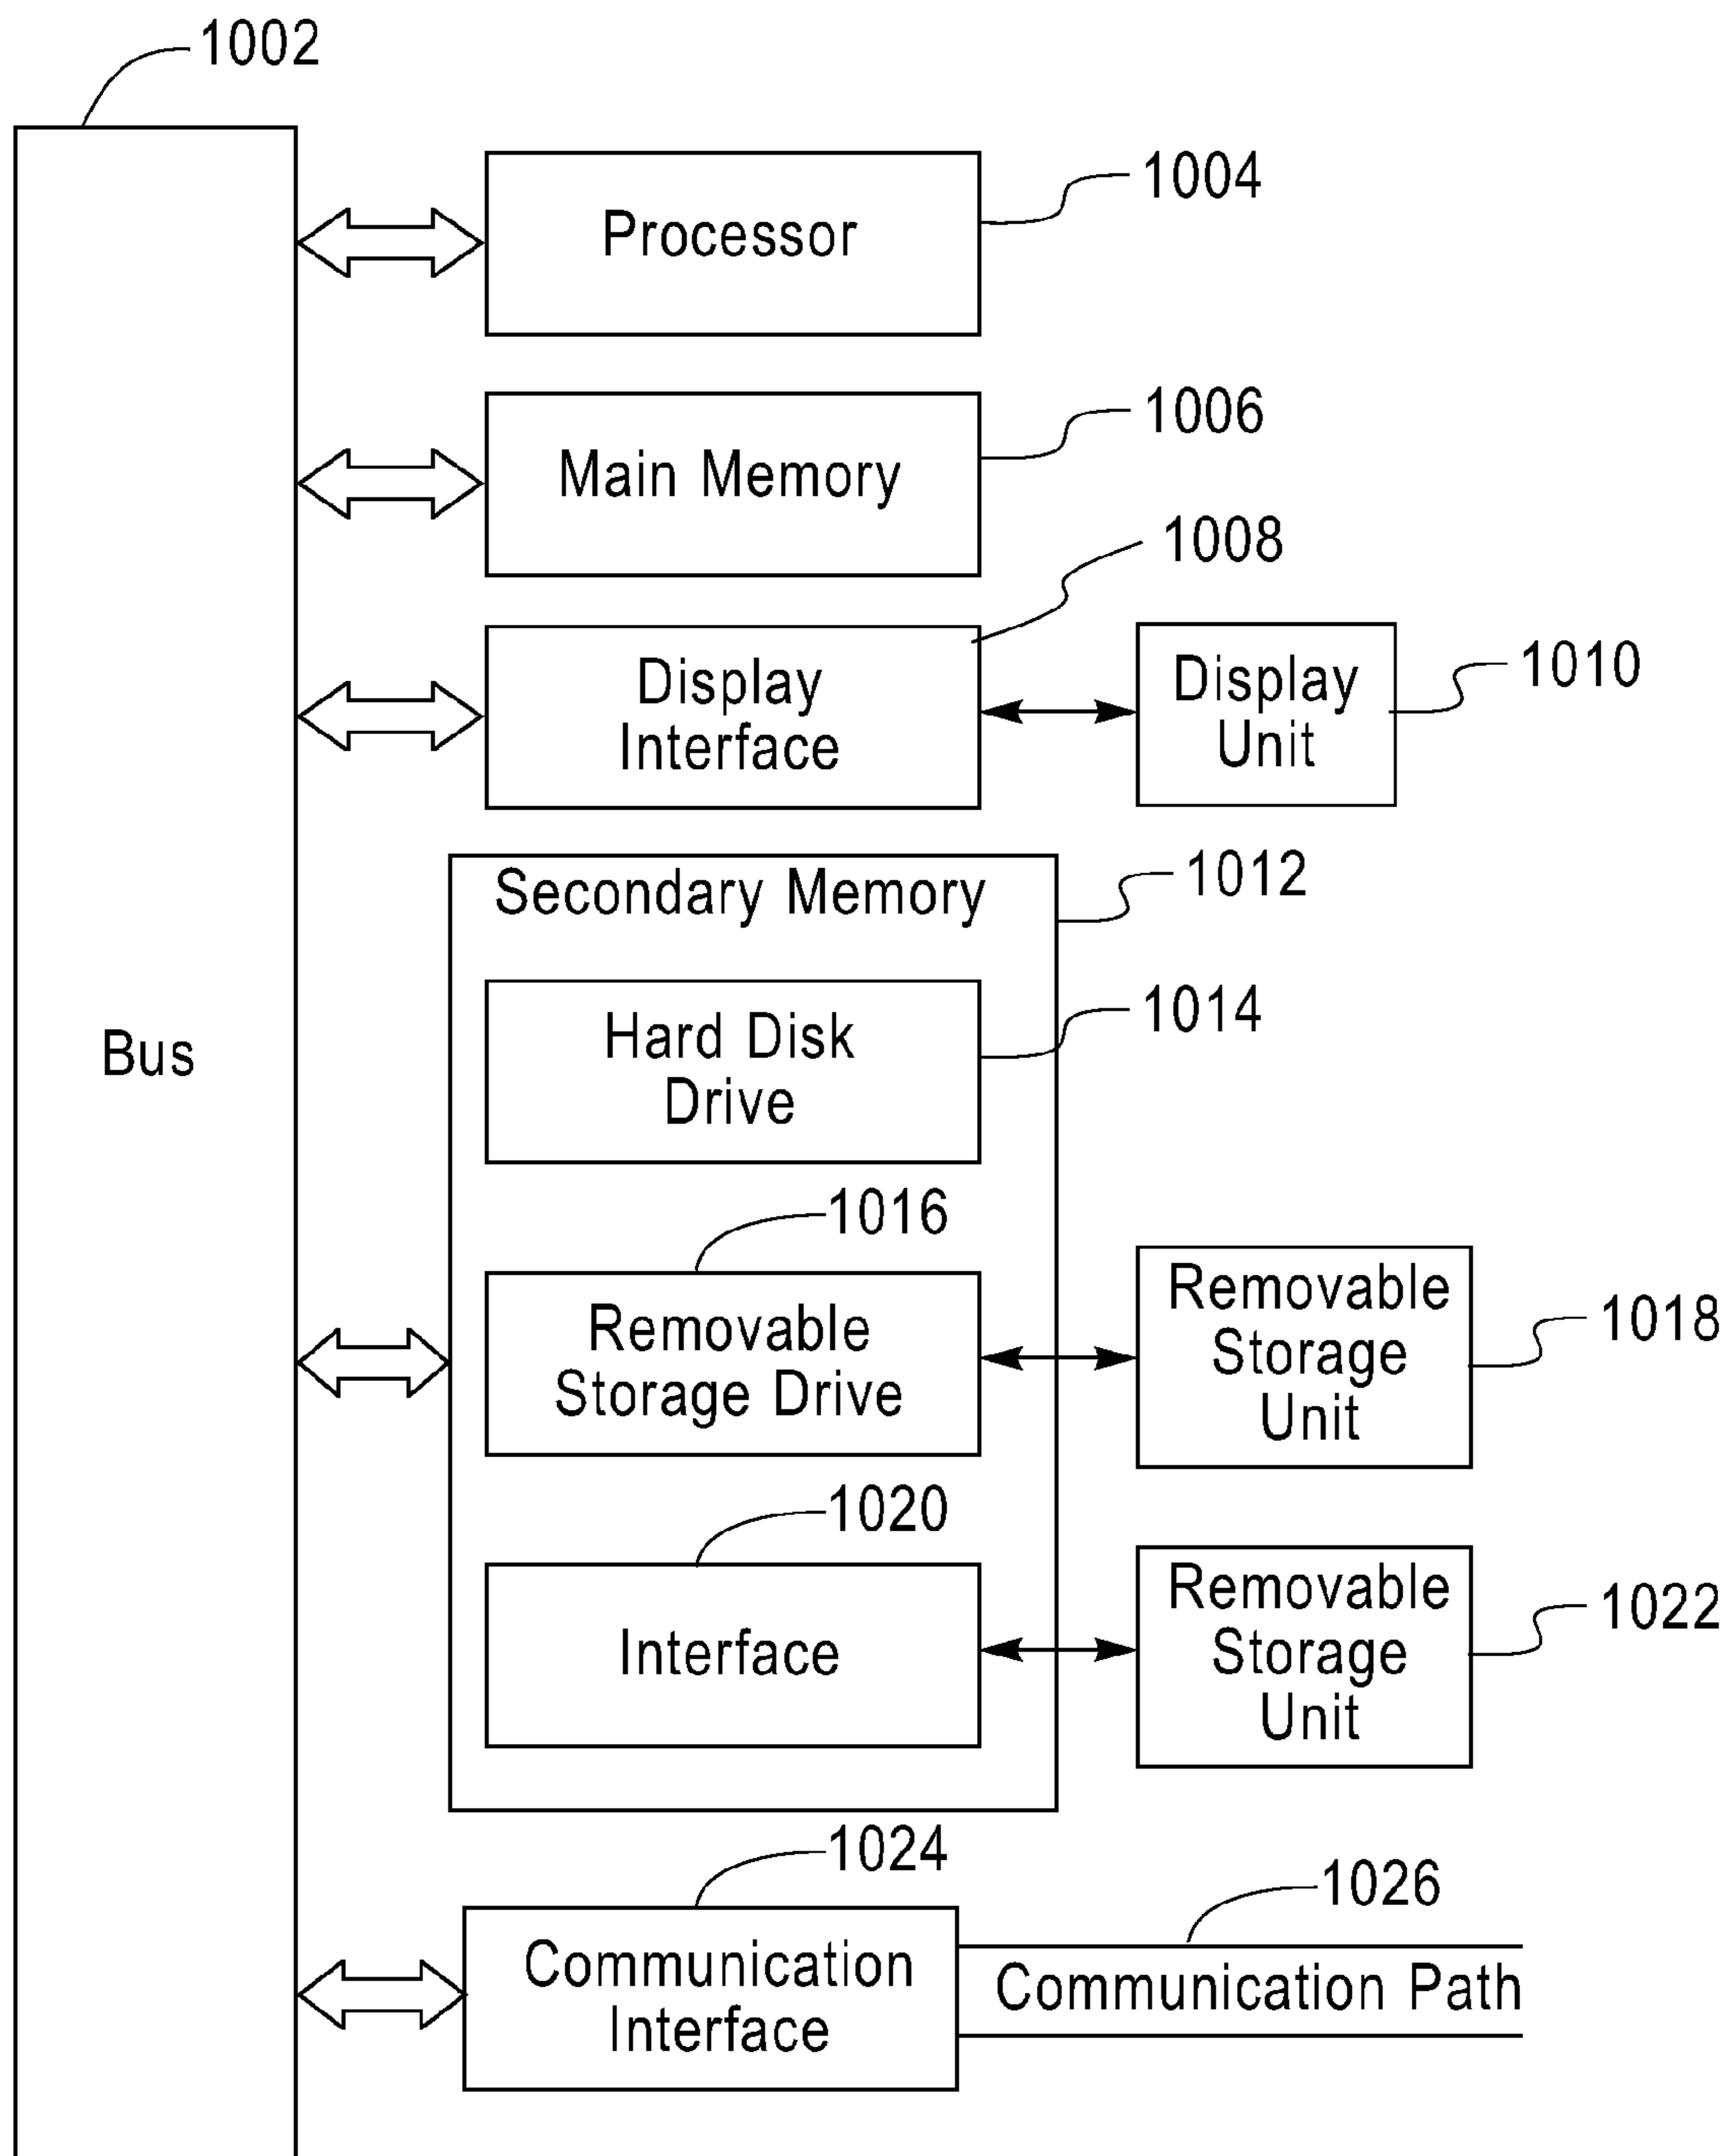 1002
Processor
1004
Main Memory
1006
1008
Display
Interface
Display
Unit
1010
Secondary Memory
1012
Bus
Hard Disk
Drive
1014
1016
Removable
Storage Drive
Removable
Storage
Unit
1018
1020
Interface
Removable
Storage
Unit
1022
1024
Communication
Interface
1026
Communication Path